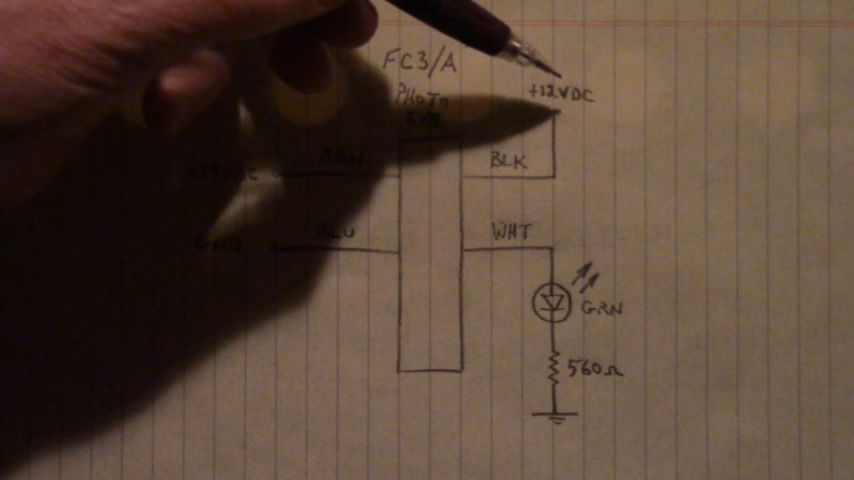 FC3/A
+12VDC
PHOTO
BRN
BLK
GND
BLU
WHT
GRN
560Ω